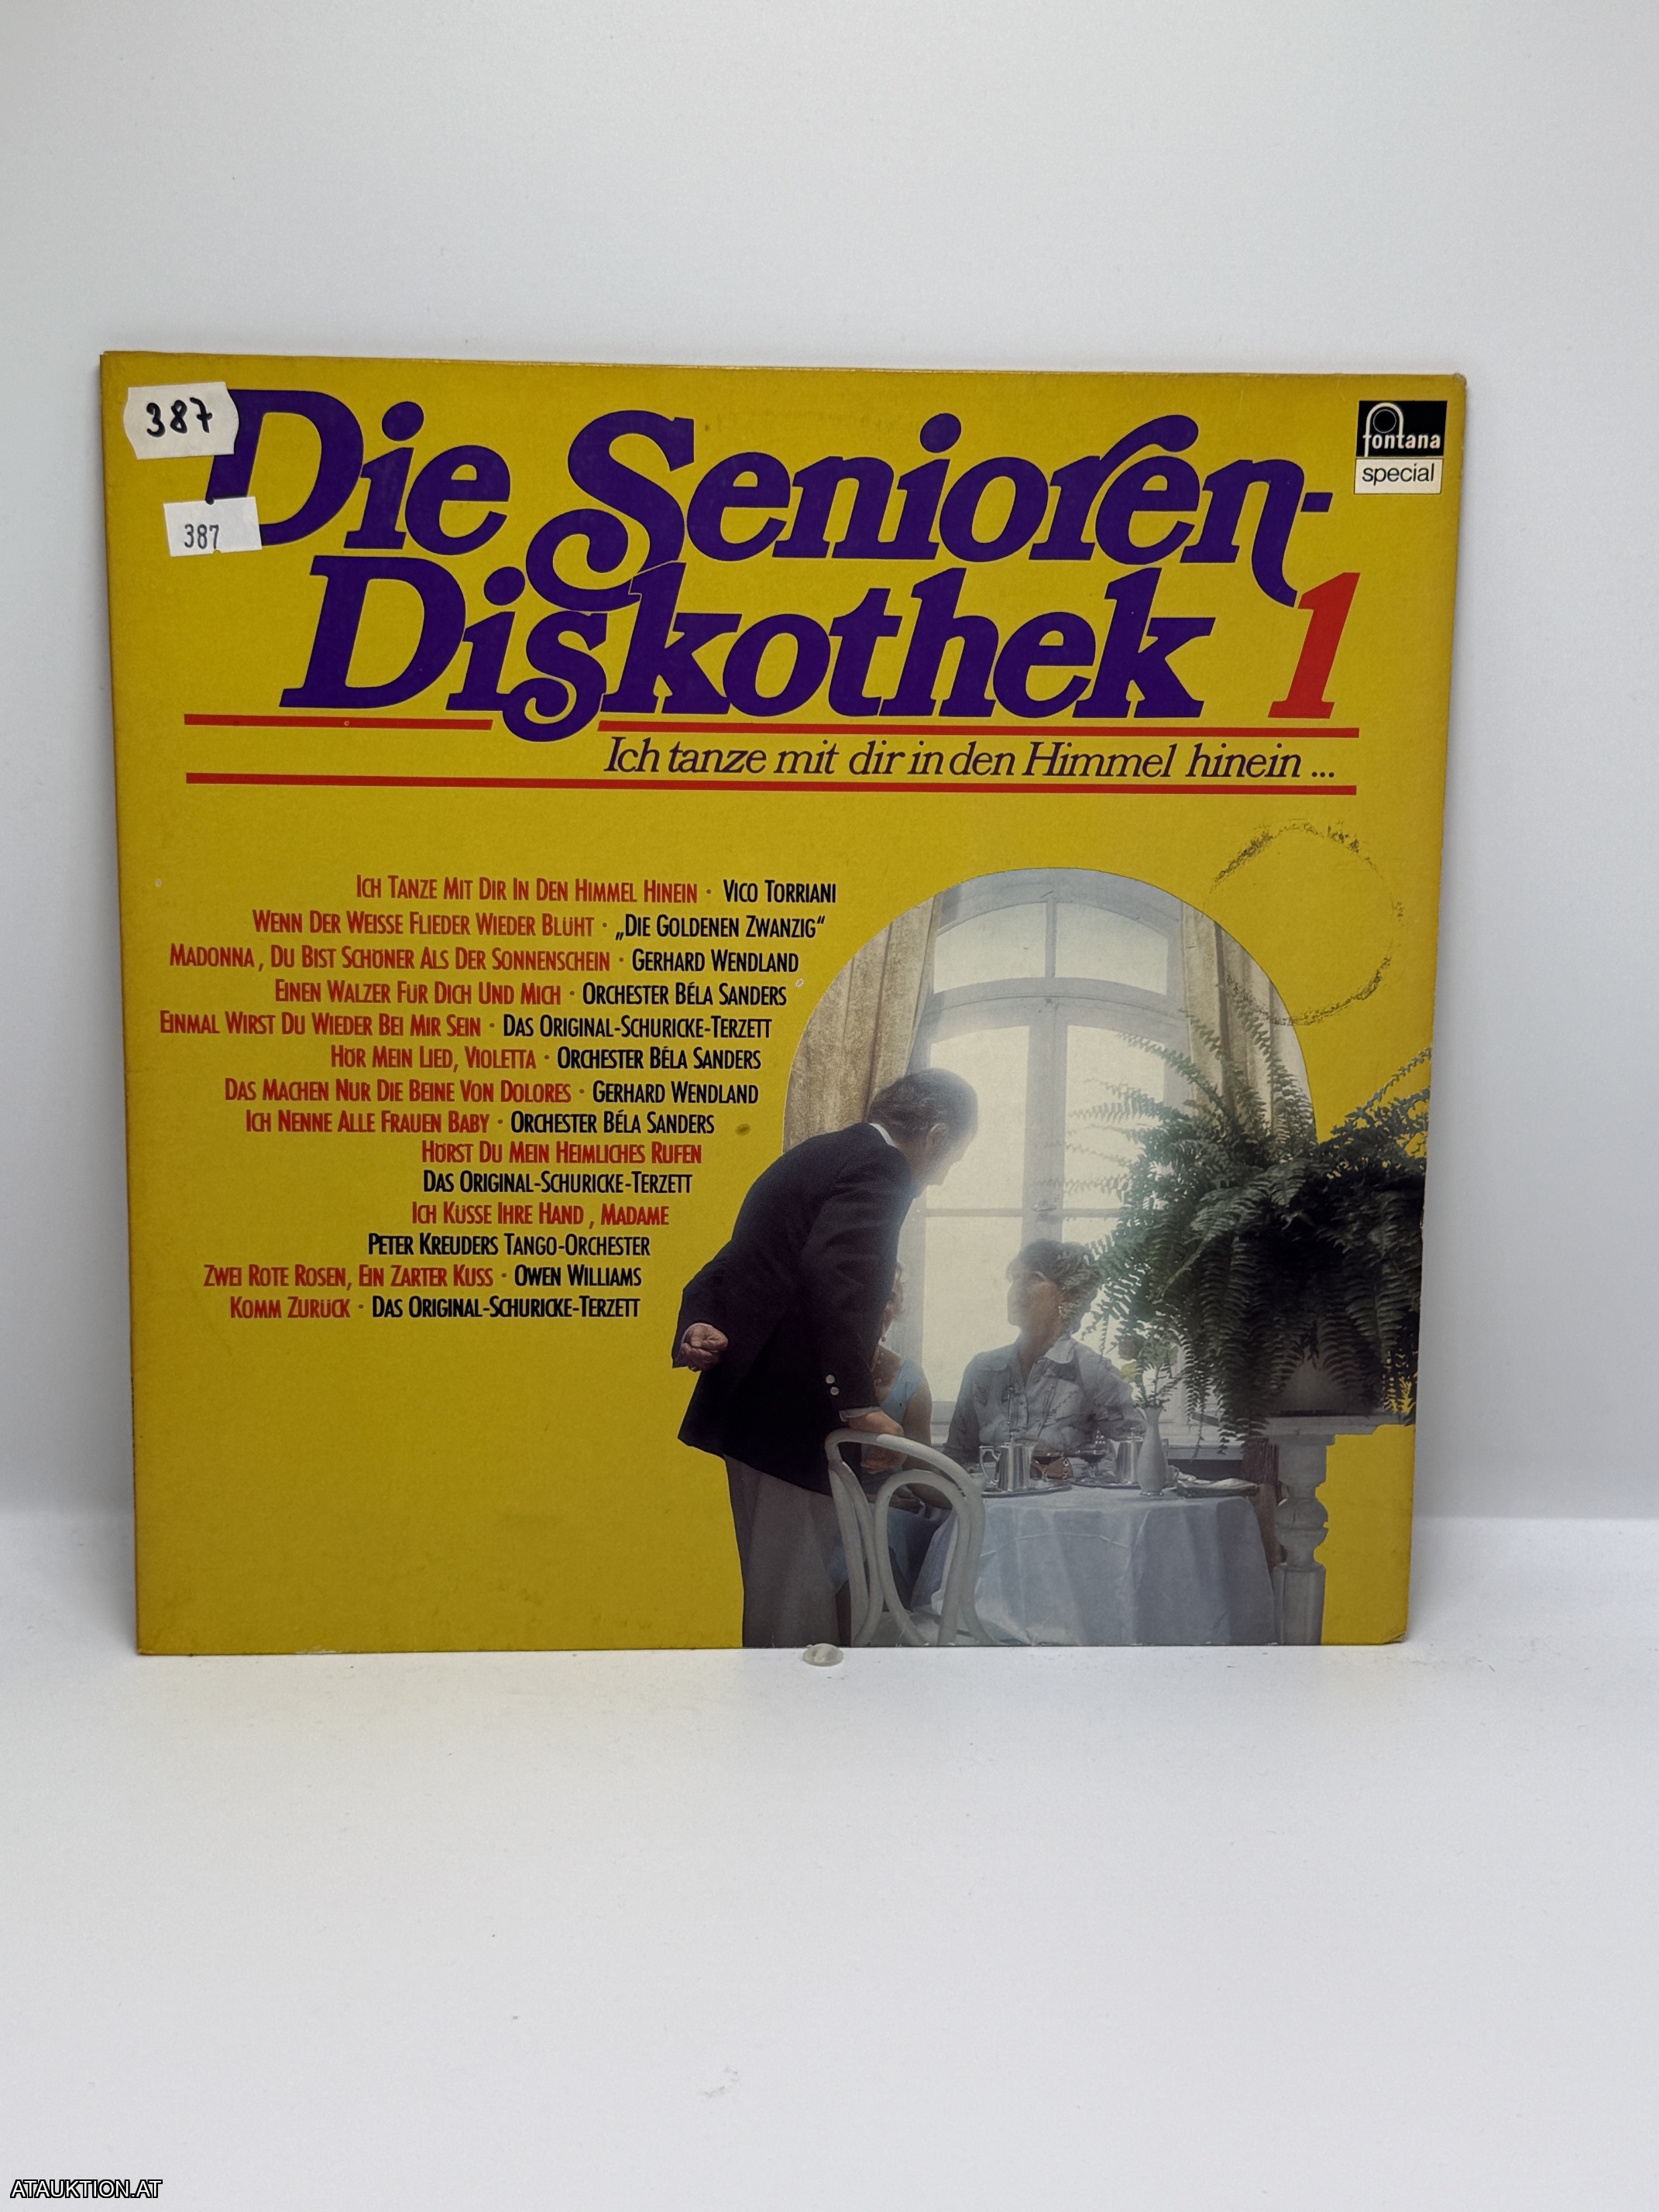 387
387
Die Senioren-
Diskothek 1
fontana
special
Ich tanze mit dir in den Himmel hinein ...
ICH TANZE MIT DIR IN DEN HIMMEL HINEIN · VICO TORRIANI
WENN DER WEISSE FLIEDER WIEDER BLÜHT · „DIE GOLDENEN ZWANZIG“
MADONNA, DU BIST SCHÖNER ALS DER SONNENSCHEIN · GERHARD WENDLAND
EINEN WALZER FÜR DICH UND MICH · ORCHESTER BÉLA SANDERS
EINMAL WIRST DU WIEDER BEI MIR SEIN · DAS ORIGINAL-SCHURICKE-TERZETT
HÖR MEIN LIED, VIOLETTA · ORCHESTER BÉLA SANDERS
DAS MACHEN NUR DIE BEINE VON DOLORES · GERHARD WENDLAND
ICH NENNE ALLE FRAUEN BABY · ORCHESTER BÉLA SANDERS
HÖRST DU MEIN HEIMLICHES RUFEN
DAS ORIGINAL-SCHURICKE-TERZETT
ICH KÜSSE IHRE HAND, MADAME
PETER KREUDERS TANGO-ORCHESTER
ZWEI ROTE ROSEN, EIN ZARTER KUSS · OWEN WILLIAMS
KOMM ZURÜCK · DAS ORIGINAL-SCHURICKE-TERZETT
ATAUKTION.AT